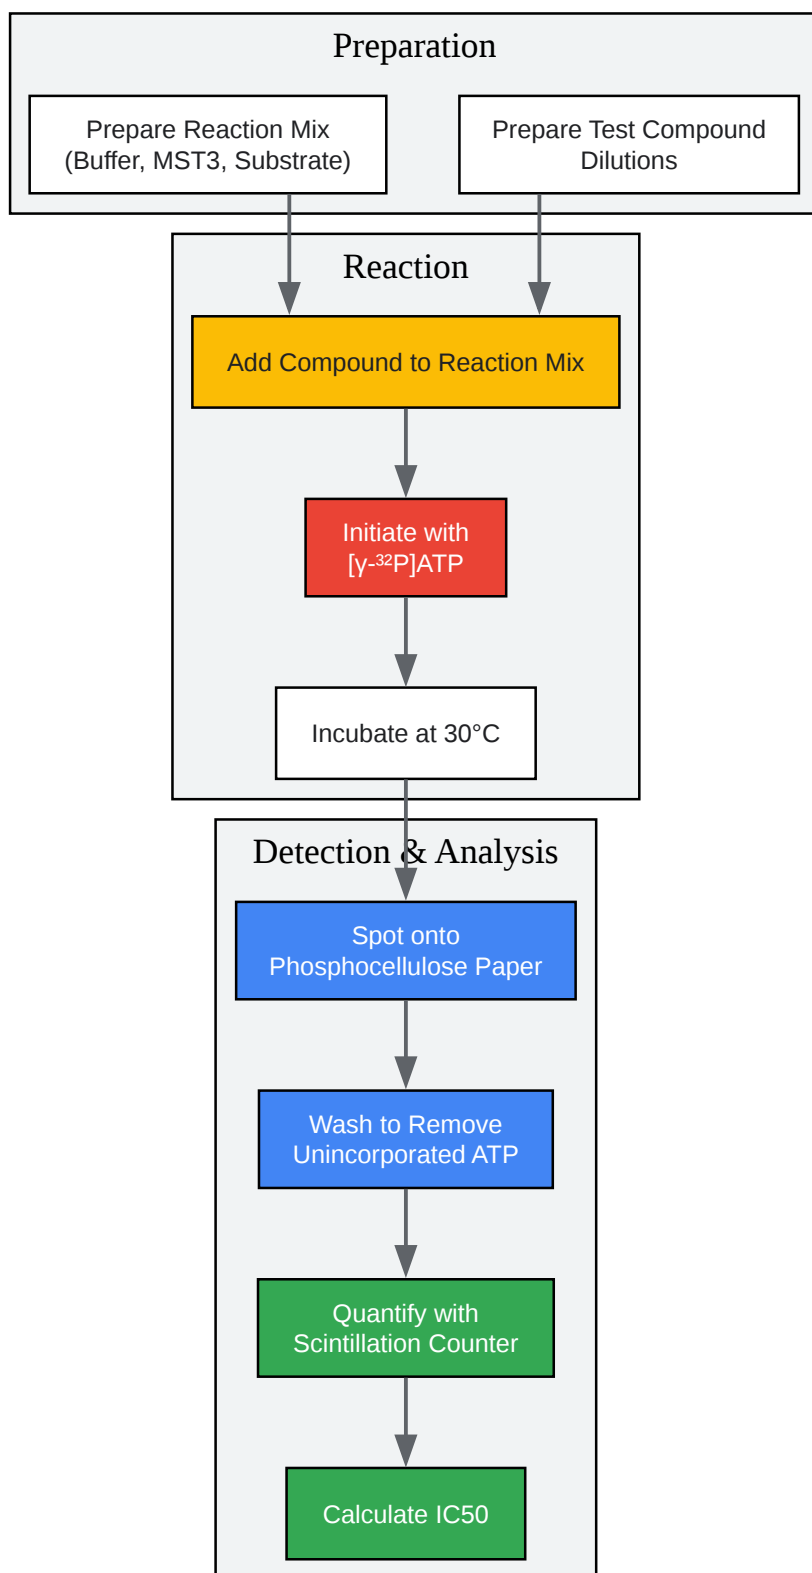 Preparation
Prepare Reaction Mix
(Buffer, MST3, Substrate)
Prepare Test Compound
Dilutions
Reaction
Add Compound to Reaction Mix
Initiate with
[γ-³²P]ATP
Incubate at 30°C
Detection & Analysis
Spot onto
Phosphocellulose Paper
Wash to Remove
Unincorporated ATP
Quantify with
Scintillation Counter
Calculate IC50